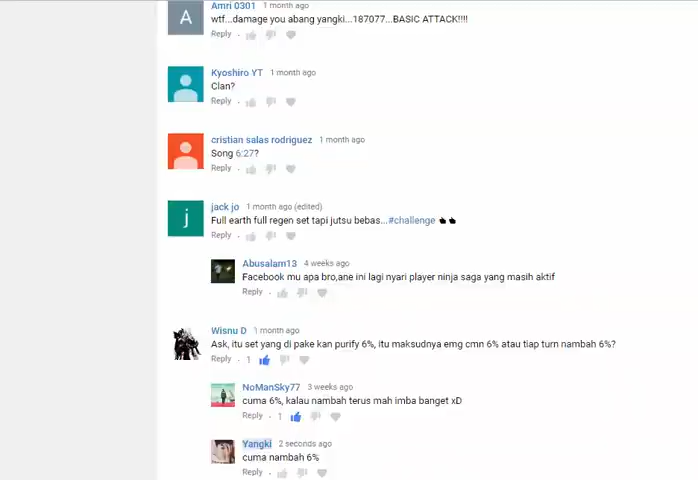 A
Amri 0301 1 month ago
wtf...damage you abang yangki...187077...BASIC ATTACK!!!!
Reply
Kyoshiro YT 1 month ago
Clan?
Reply
cristian salas rodriguez 1 month ago
Song 6:27?
Reply
j
jack jo 1 month ago (edited)
Full earth full regen set tapi jutsu bebas...#challenge
Reply
Abusalam13 4 weeks ago
Facebook mu apa bro,ane ini lagi nyari player ninja saga yang masih aktif
Reply
Wisnu D 1 month ago
Ask, itu set yang di pake kan purify 6%, itu maksudnya emg cmn 6% atau tiap turn nambah 6%?
Reply 1
NoManSky77 3 weeks ago
cuma 6%, kalau nambah terus mah imba banget xD
Reply 1
Yangki 2 seconds ago
cuma nambah 6%
Reply